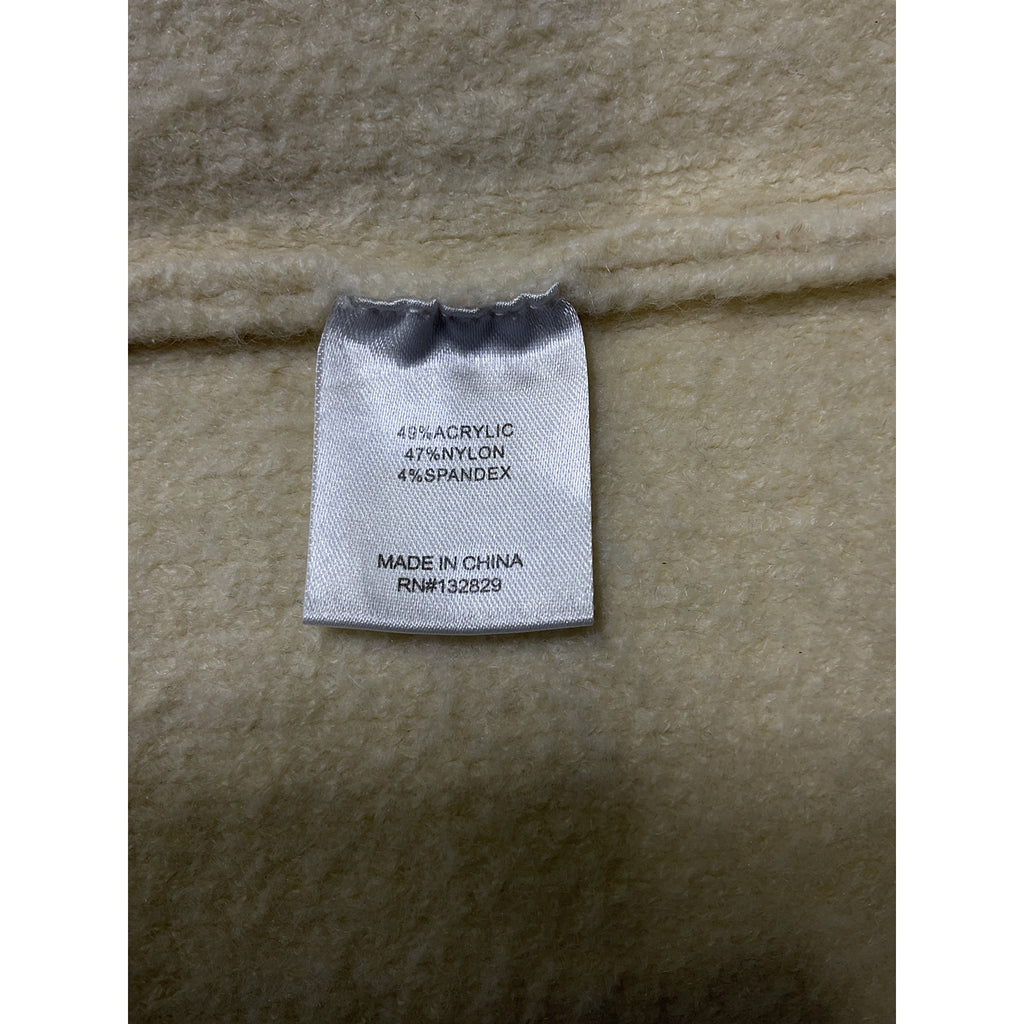 49%ACRYLIC
47%NYLON
4%SPANDEX
MADE IN CHINA
RN#132829